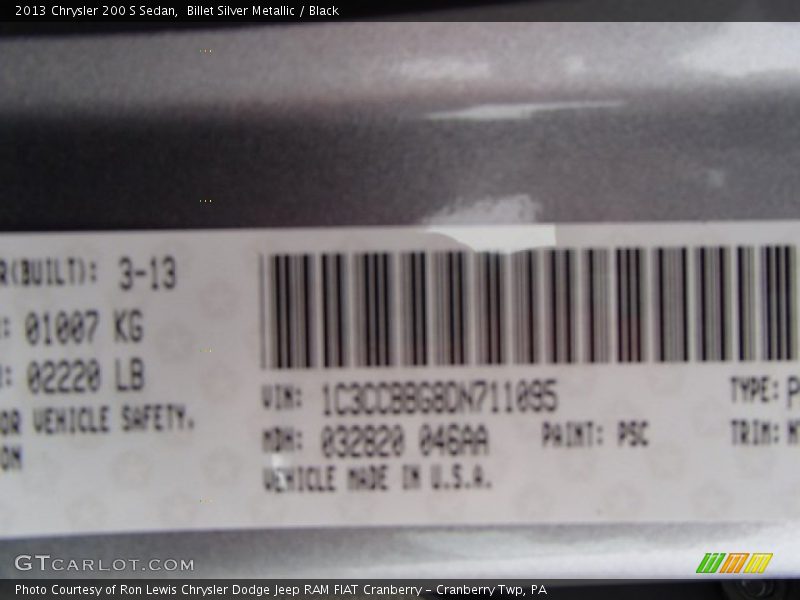 2013 Chrysler 200 S Sedan, Billet Silver Metallic / Black
R(BUILT): 3-13
: 01007 KG
: 02220 LB
OR VEHICLE SAFETY.
ON
VIN: 1C3CCBBG8DN711095
MDH: 032820 046AA PAINT: PSC
VEHICLE MADE IN U.S.A.
TYPE: P
TRIM:
GTCARLOT.COM
Photo Courtesy of Ron Lewis Chrysler Dodge Jeep RAM FIAT Cranberry – Cranberry Twp, PA